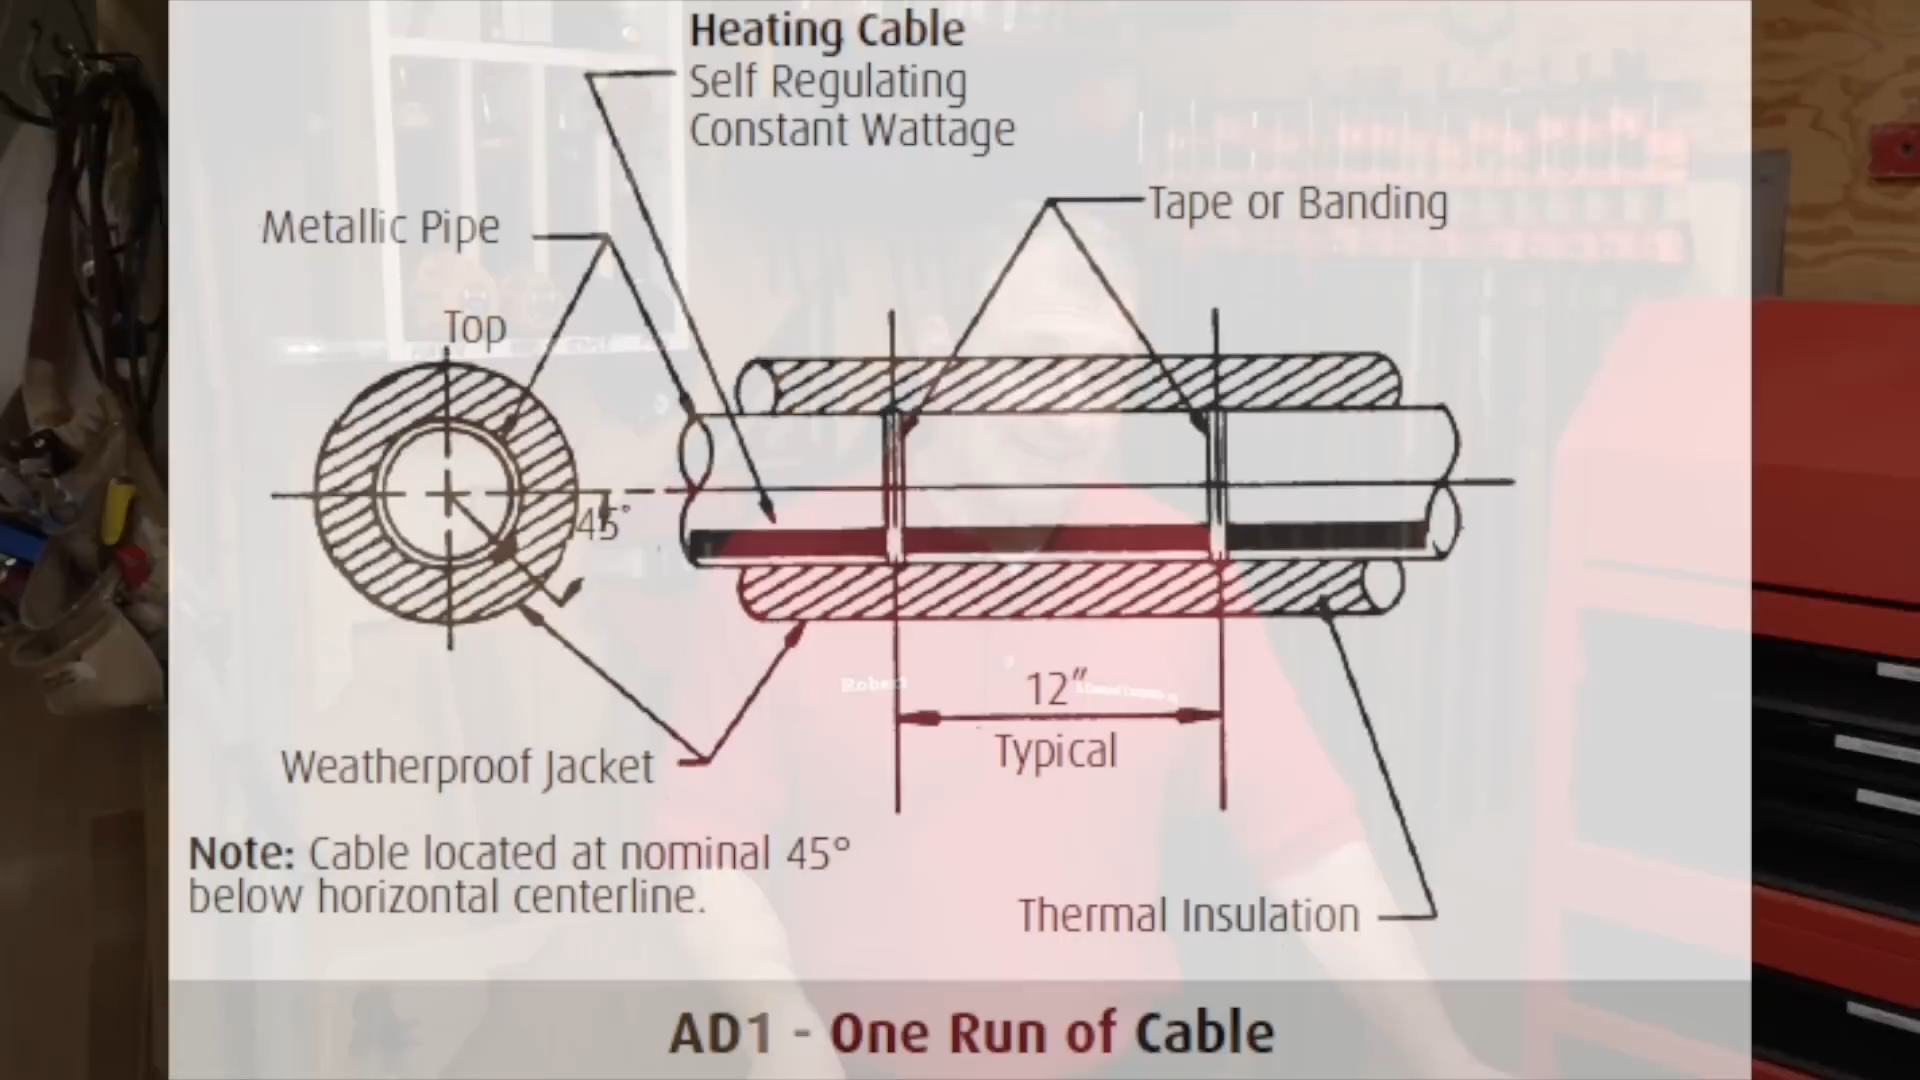 Heating Cable
Self Regulating
Constant Wattage
Tape or Banding
Metallic Pipe
Top
45°
12"
Typical
Weatherproof Jacket
Note: Cable located at nominal 45°
below horizontal centerline.
Thermal Insulation
Robert
AD1 - One Run of Cable